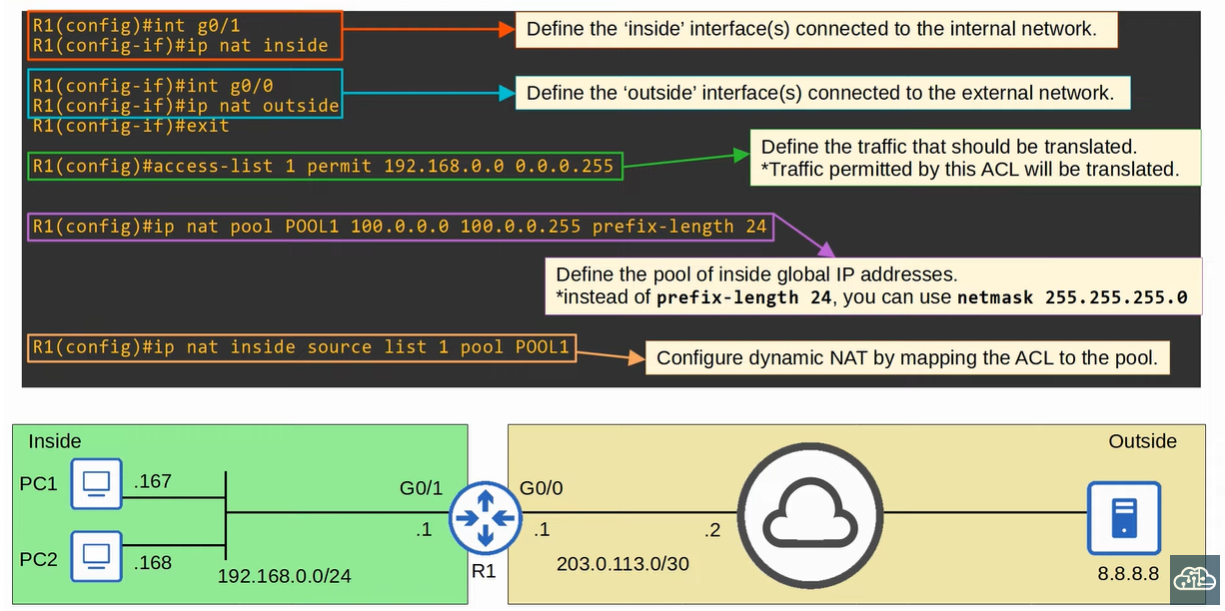 R1(config)#int g0/1
R1(config-if)#ip nat inside
Define the ‘inside’ interface(s) connected to the internal network.
R1(config-if)#int g0/0
R1(config-if)#ip nat outside
Define the ‘outside’ interface(s) connected to the external network.
R1(config-if)#exit
R1(config)#access-list 1 permit 192.168.0.0 0.0.0.255
Define the traffic that should be translated.
*Traffic permitted by this ACL will be translated.
R1(config)#ip nat pool POOL1 100.0.0.0 100.0.0.255 prefix-length 24
Define the pool of inside global IP addresses.
*instead of prefix-length 24, you can use netmask 255.255.255.0
R1(config)#ip nat inside source list 1 pool POOL1
Configure dynamic NAT by mapping the ACL to the pool.
Inside
Outside
PC1
.167
G0/1
G0/0
.1
.1
.2
PC2
.168
192.168.0.0/24
R1
203.0.113.0/30
8.8.8.8